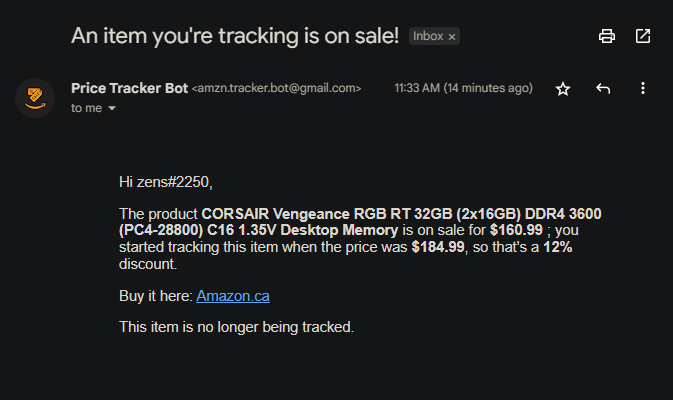 An item you're tracking is on sale! Inbox ×
Price Tracker Bot <amzn.tracker.bot@gmail.com> 11:33 AM (14 minutes ago)
to me
Hi zens#2250,
The product CORSAIR Vengeance RGB RT 32GB (2x16GB) DDR4 3600
(PC4-28800) C16 1.35V Desktop Memory is on sale for $160.99 ; you
started tracking this item when the price was $184.99, so that's a 12%
discount.
Buy it here: Amazon.ca
This item is no longer being tracked.